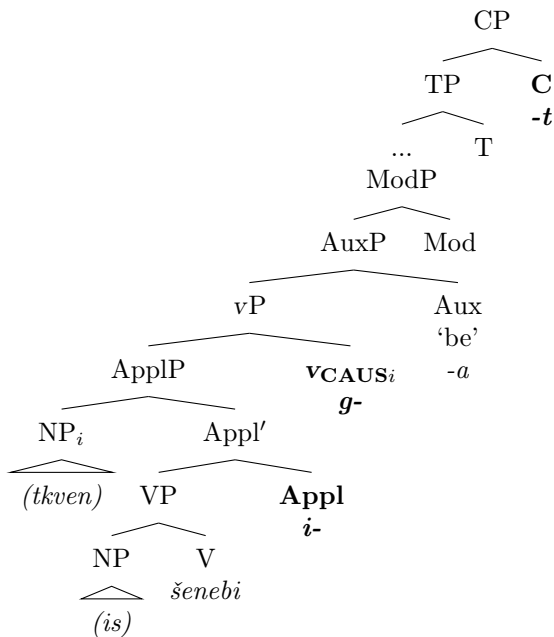 CP
TP C
-t
... T
ModP
AuxP Mod
vP Aux
‘be’
ApplP vCAUSi -a
g-
NPi Appl′
(tkven) VP Appl
i-
NP V
(is) šenebi